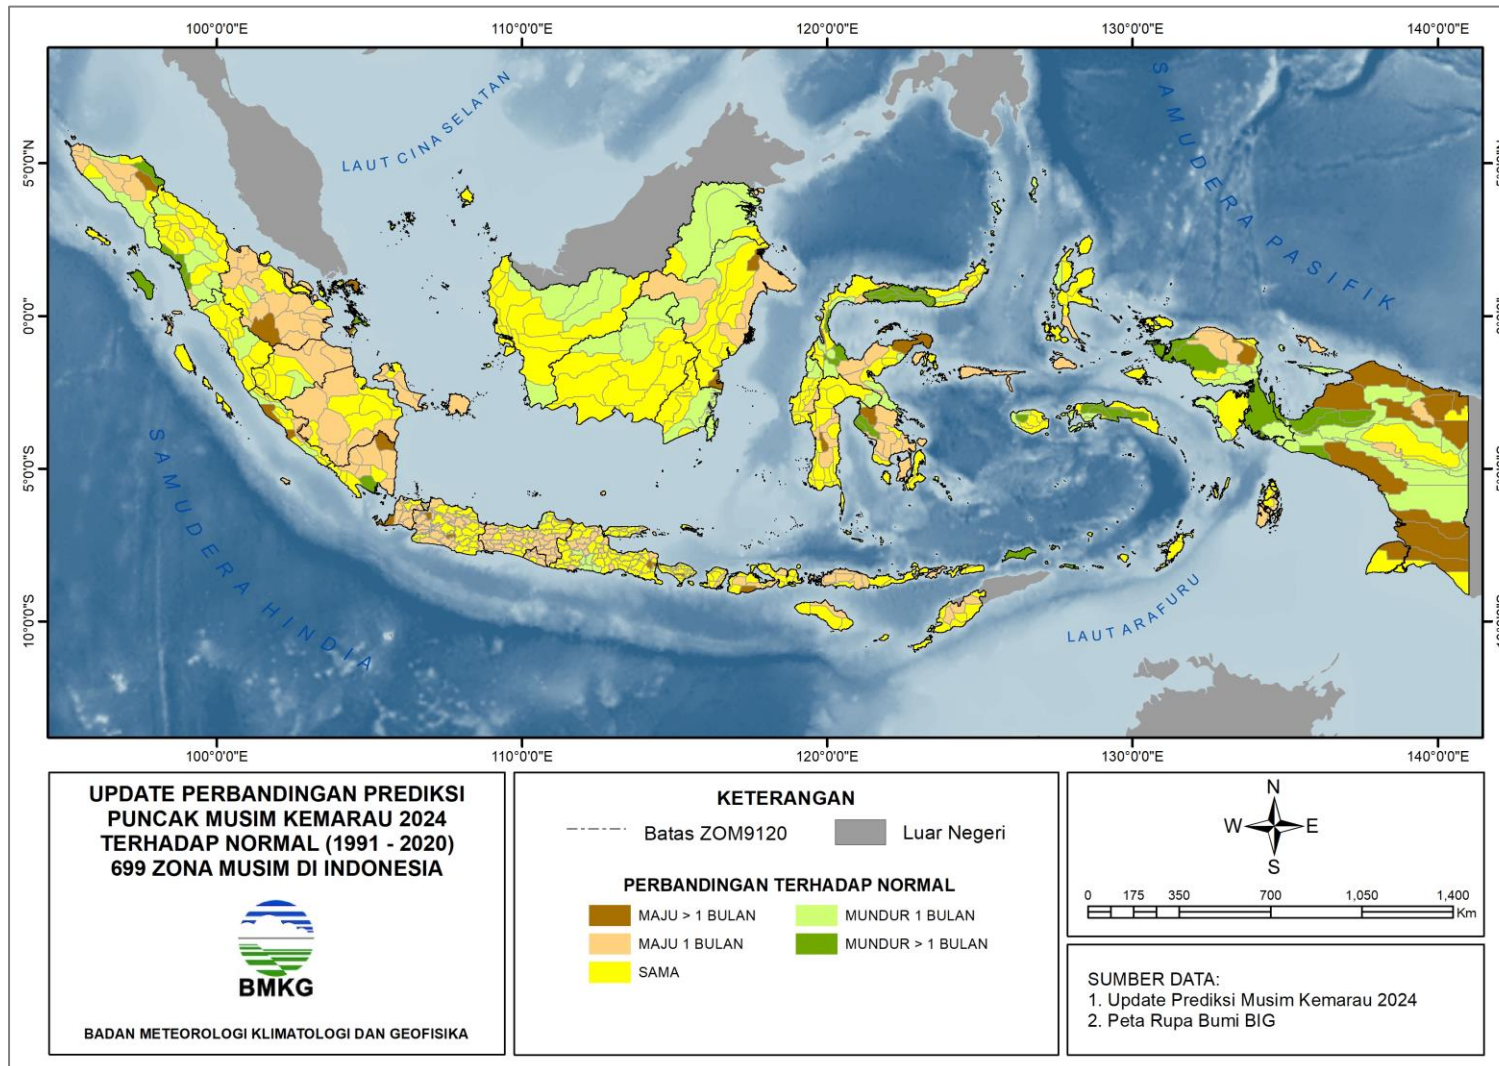 100°0'0"E 110°0'0"E 120°0'0"E 130°0'0"E 140°0'0"E
5°0'0"N
0°0'0"
5°0'0"S
10°0'0"S
LAUT CINA SELATAN
SAMUDERA PASIFIK
SAMUDERA HINDIA
LAUT ARAFURU
100°0'0"E 110°0'0"E 120°0'0"E 130°0'0"E 140°0'0"E
UPDATE PERBANDINGAN PREDIKSI
PUNCAK MUSIM KEMARAU 2024
TERHADAP NORMAL (1991 - 2020)
699 ZONA MUSIM DI INDONESIA
BMKG
BADAN METEOROLOGI KLIMATOLOGI DAN GEOFISIKA
KETERANGAN
Batas ZOM9120 Luar Negeri
PERBANDINGAN TERHADAP NORMAL
MAJU > 1 BULAN MUNDUR 1 BULAN
MAJU 1 BULAN MUNDUR > 1 BULAN
SAMA
N
W E
S
0 175 350 700 1,050 1,400
Km
SUMBER DATA:
1. Update Prediksi Musim Kemarau 2024
2. Peta Rupa Bumi BIG